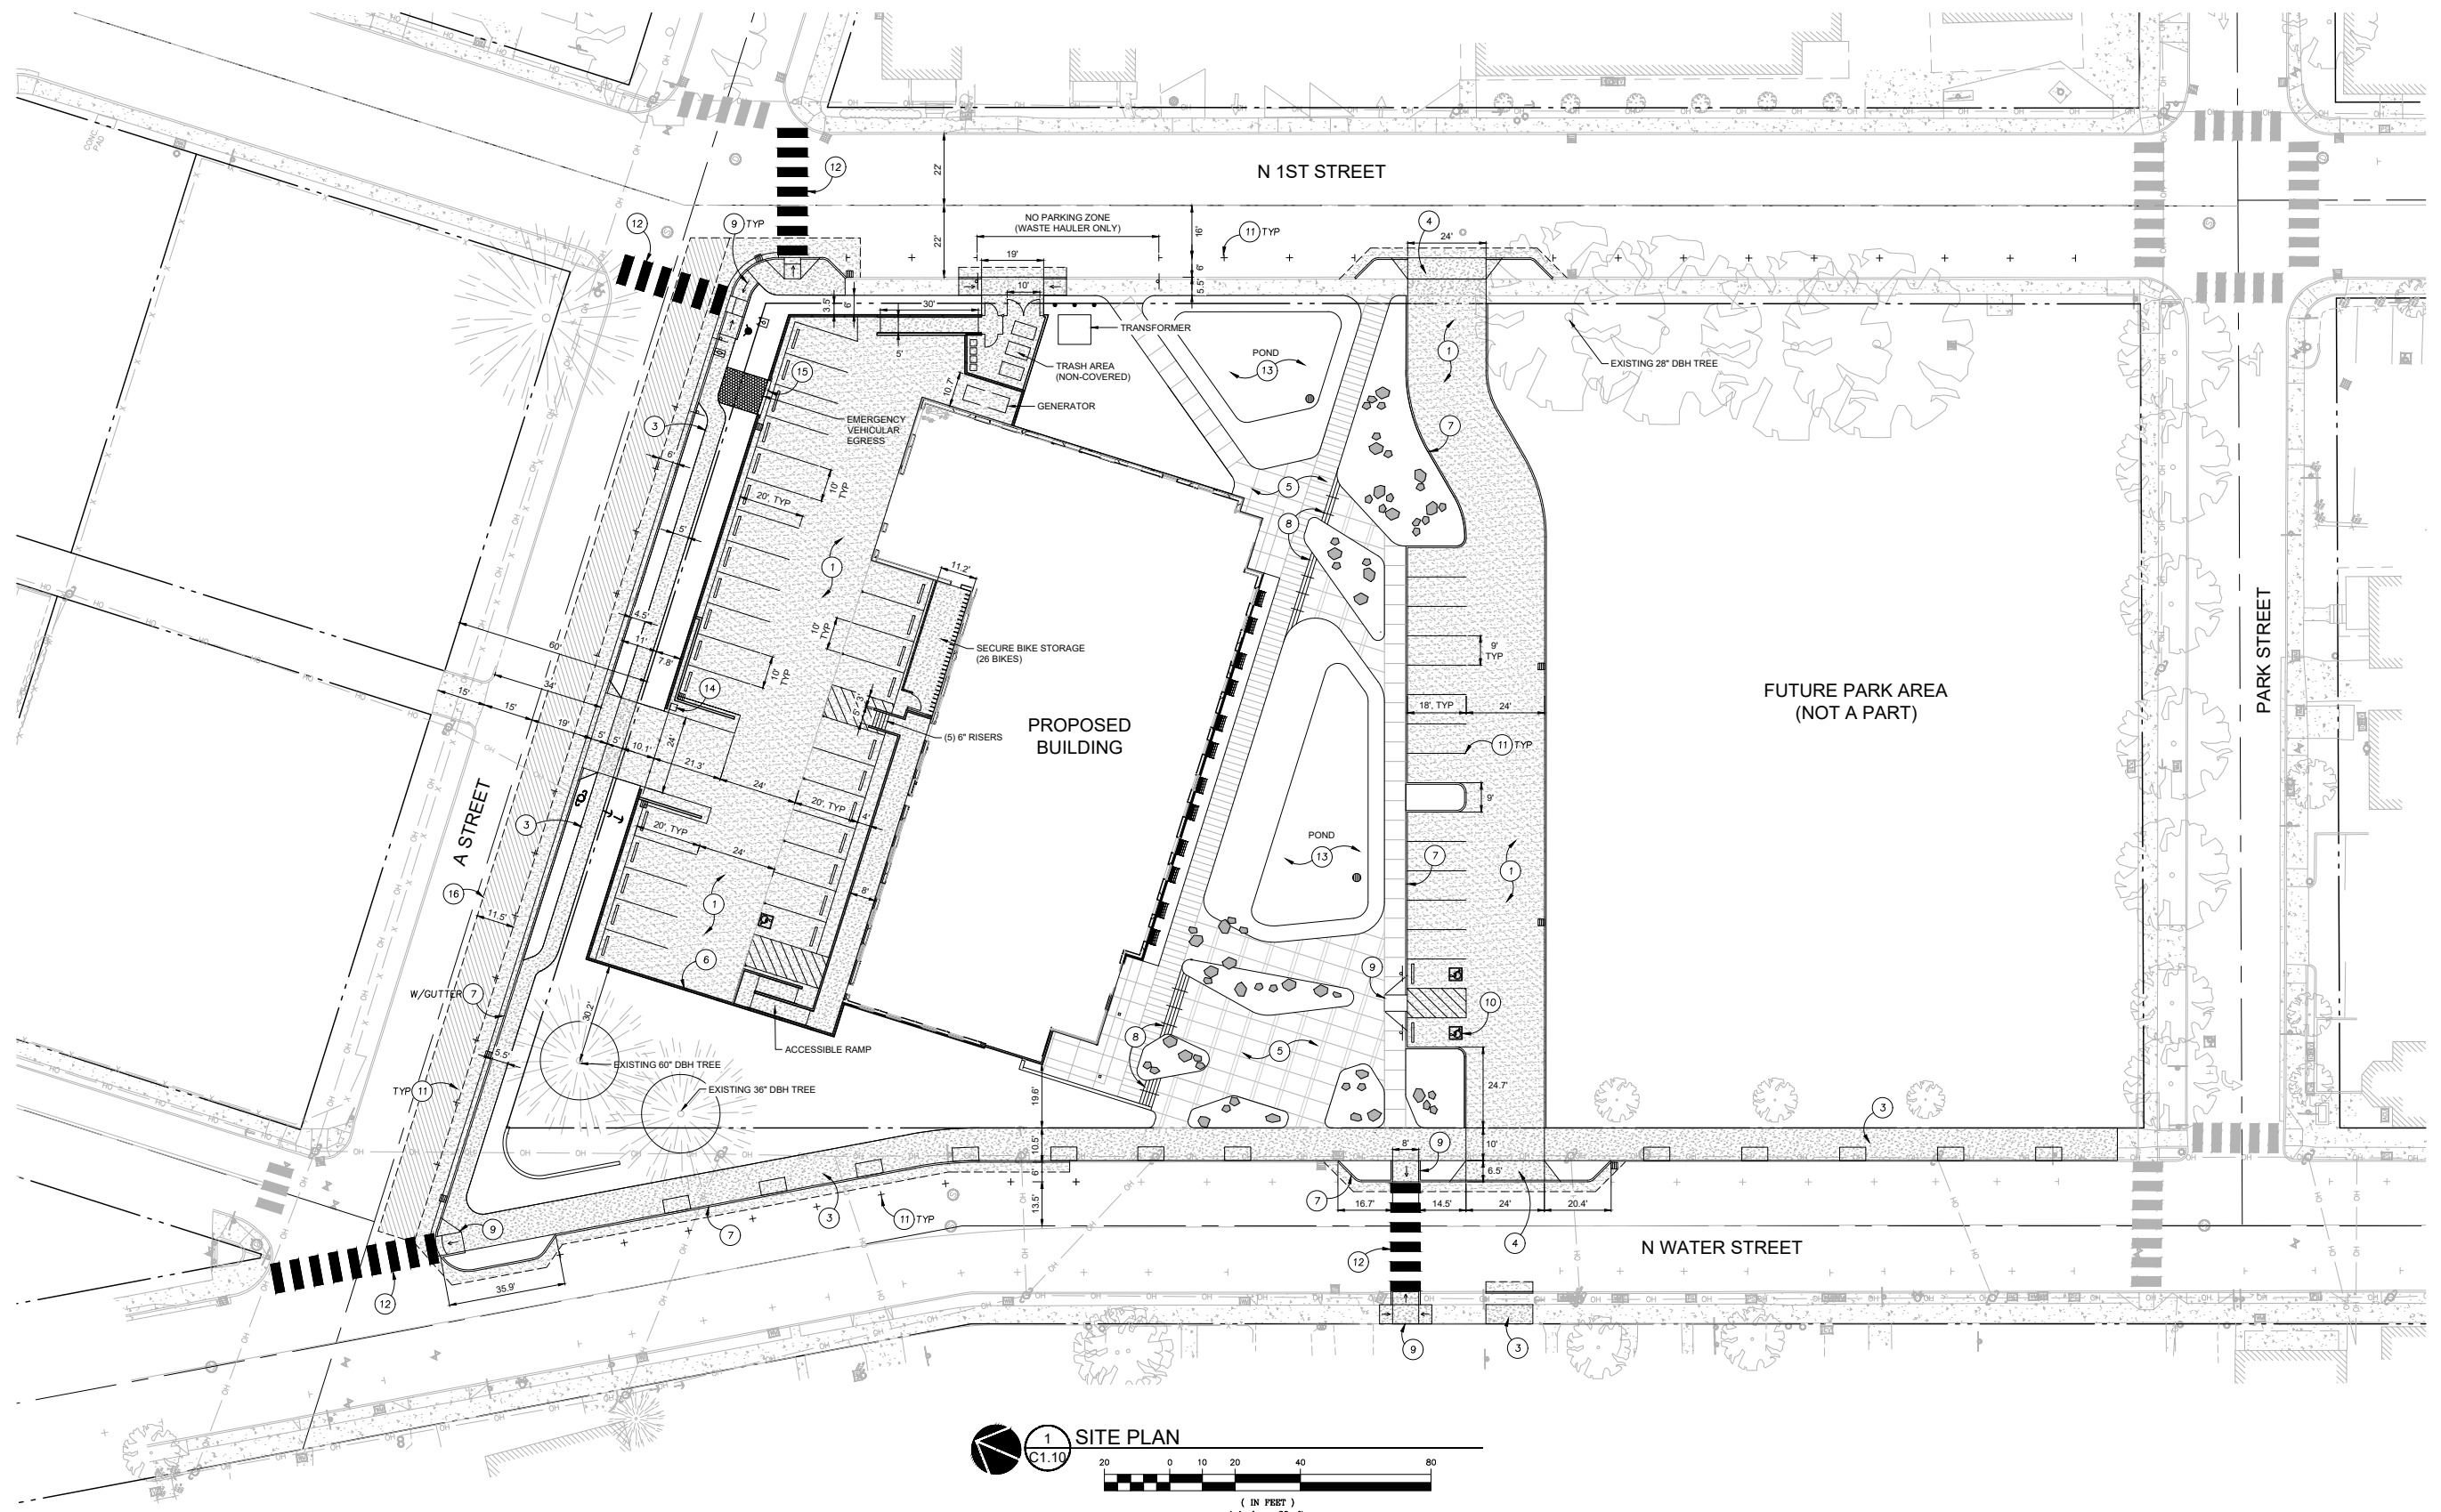 N 1ST STREET
22'
22'
12
12
9 TYP
NO PARKING ZONE
(WASTE HAULER ONLY)
19'
10'
16'
6'
5.5'
11 TYP
4
24'
3.5'
6'
30'
5'
TRANSFORMER
TRASH AREA
(NON-COVERED)
GENERATOR
10.7'
POND
13
1
EXISTING 28" DBH TREE
15
EMERGENCY
VEHICULAR
EGRESS
3
7
6'
20', TYP
10'
TYP
5
8
5'
1
11.2'
10'
TYP
4.5'
11'
7.8'
60'
34'
10'
TYP
SECURE BIKE STORAGE
(26 BIKES)
9'
TYP
PARK STREET
FUTURE PARK AREA
(NOT A PART)
15'
15'
19'
5'
5'
10.1'
14
5'
3'
(5) 6" RISERS
PROPOSED
BUILDING
18', TYP
24'
11 TYP
24'
21.3'
24'
20', TYP
4'
9'
A STREET
3
20', TYP
24'
POND
13
7
1
16
11.5'
1
8'
6
9
10
W/GUTTER 7
30.2'
5.5'
ACCESSIBLE RAMP
EXISTING 60" DBH TREE
EXISTING 36" DBH TREE
TYP 11
8
5
24.7'
3
19.6'
10.5'
6'
13.5'
8'
9
10'
6.5'
7
16.7'
14.5'
24'
20.4'
9
3
11 TYP
7
4
N WATER STREET
12
12
35.9'
9
3
1
C1.10
SITE PLAN
20 0 10 20 40 80
( IN FEET )